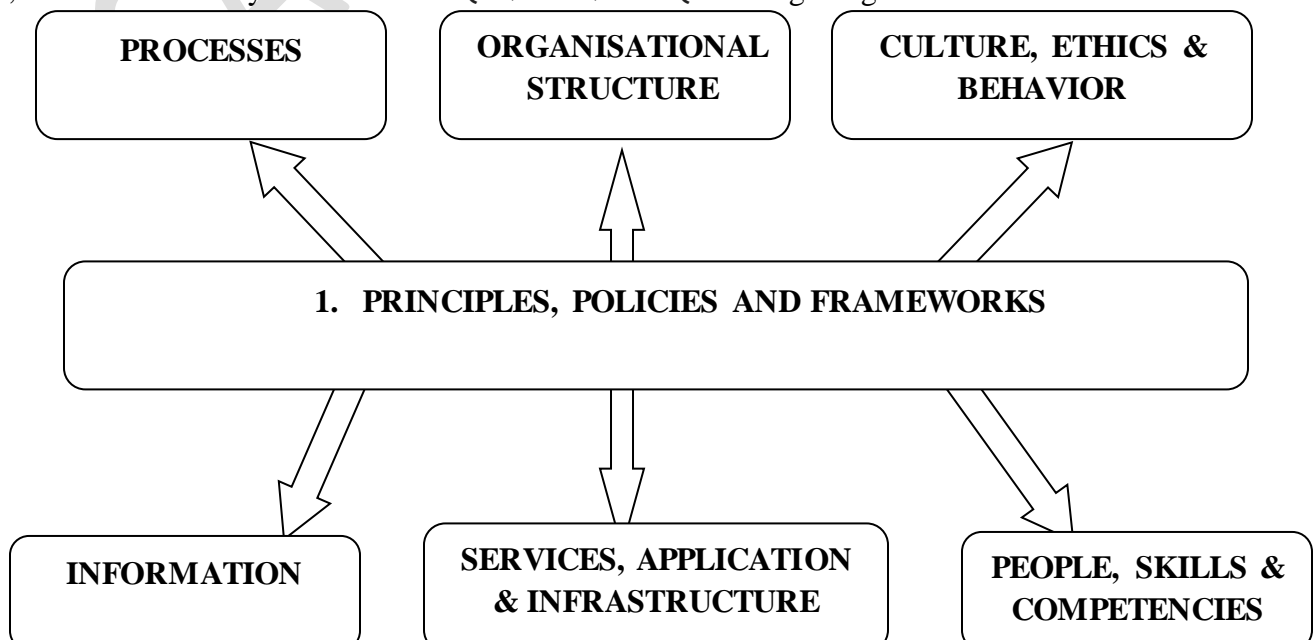 PROCESSES
ORGANISATIONAL
STRUCTURE
CULTURE, ETHICS &
BEHAVIOR
1. PRINCIPLES, POLICIES AND FRAMEWORKS
INFORMATION
SERVICES, APPLICATION
& INFRASTRUCTURE
PEOPLE, SKILLS &
COMPETENCIES